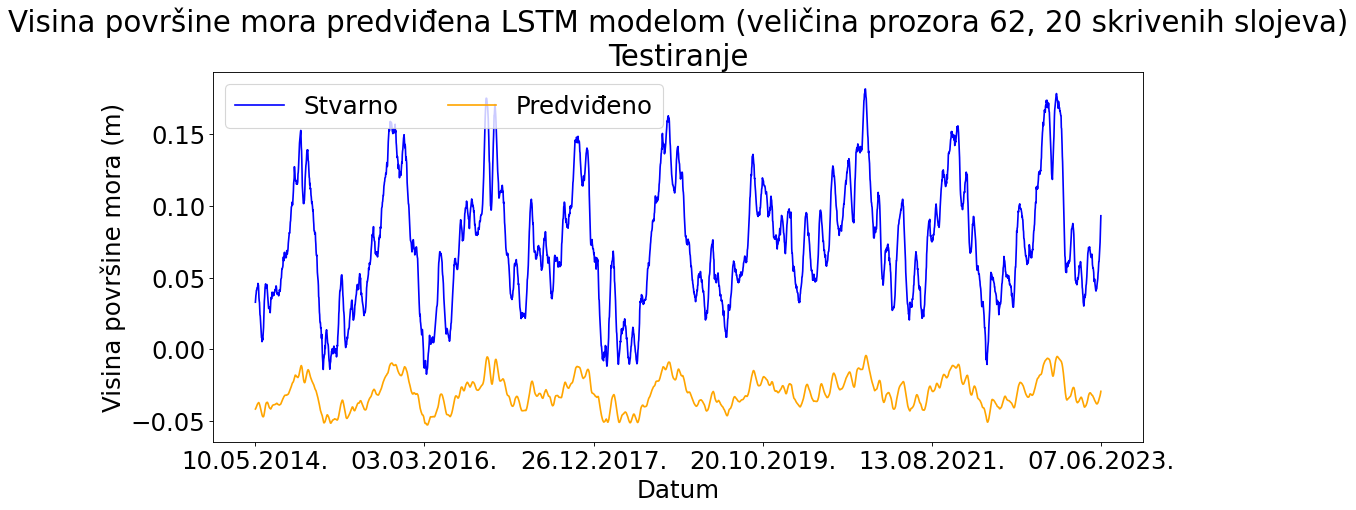 Visina površine mora predviđena LSTM modelom (veličina prozora 62, 20 skrivenih slojeva)
Testiranje
Stvarno Predviđeno
Visina površine mora (m)
0.15
0.10
0.05
0.00
−0.05
10.05.2014. 03.03.2016. 26.12.2017. 20.10.2019. 13.08.2021. 07.06.2023.
Datum